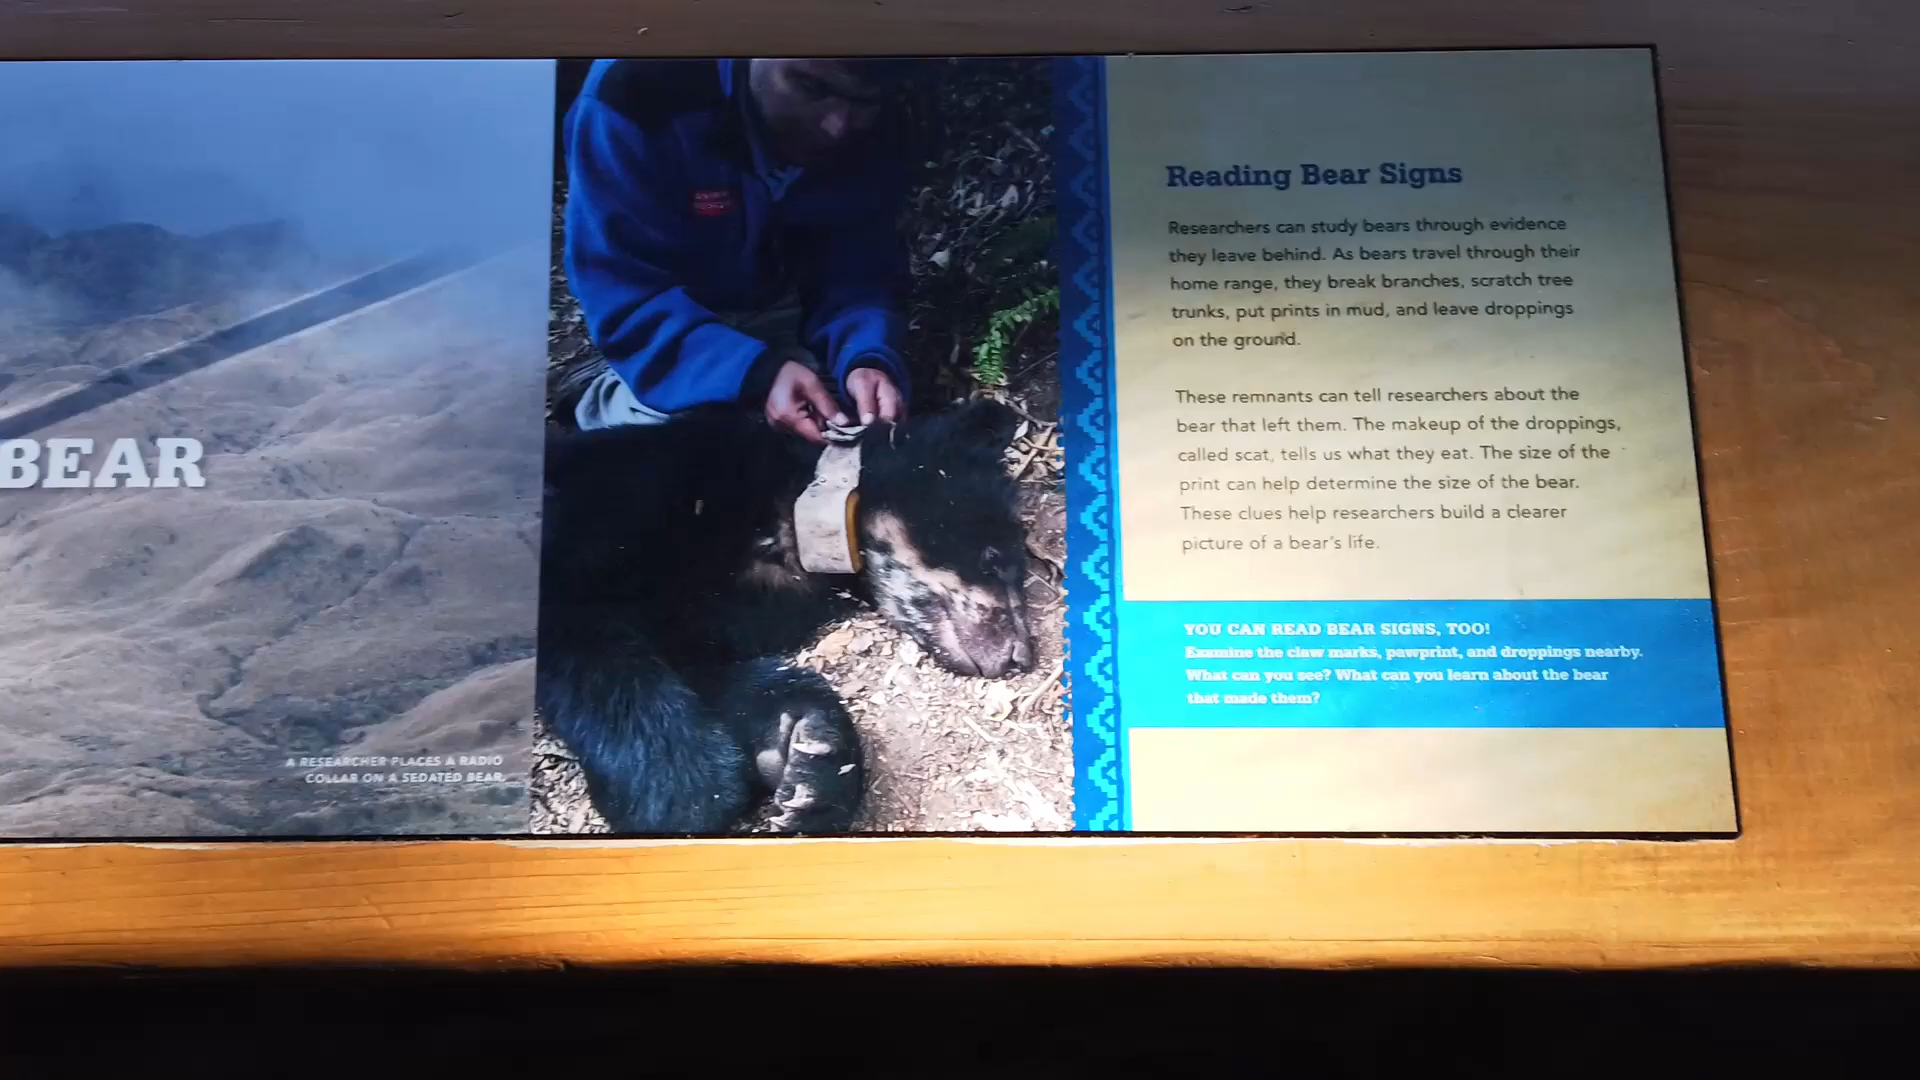 BEAR
A RESEARCHER PLACES A RADIO
COLLAR ON A SEDATED BEAR.
Reading Bear Signs
Researchers can study bears through evidence
they leave behind. As bears travel through their
home range, they break branches, scratch tree
trunks, put prints in mud, and leave droppings
on the ground.
These remnants can tell researchers about the
bear that left them. The makeup of the droppings,
called scat, tells us what they eat. The size of the
print can help determine the size of the bear.
These clues help researchers build a clearer
picture of a bear's life.
YOU CAN READ BEAR SIGNS, TOO!
Examine the claw marks, pawprint, and droppings nearby.
What can you see? What can you learn about the bear
that made them?